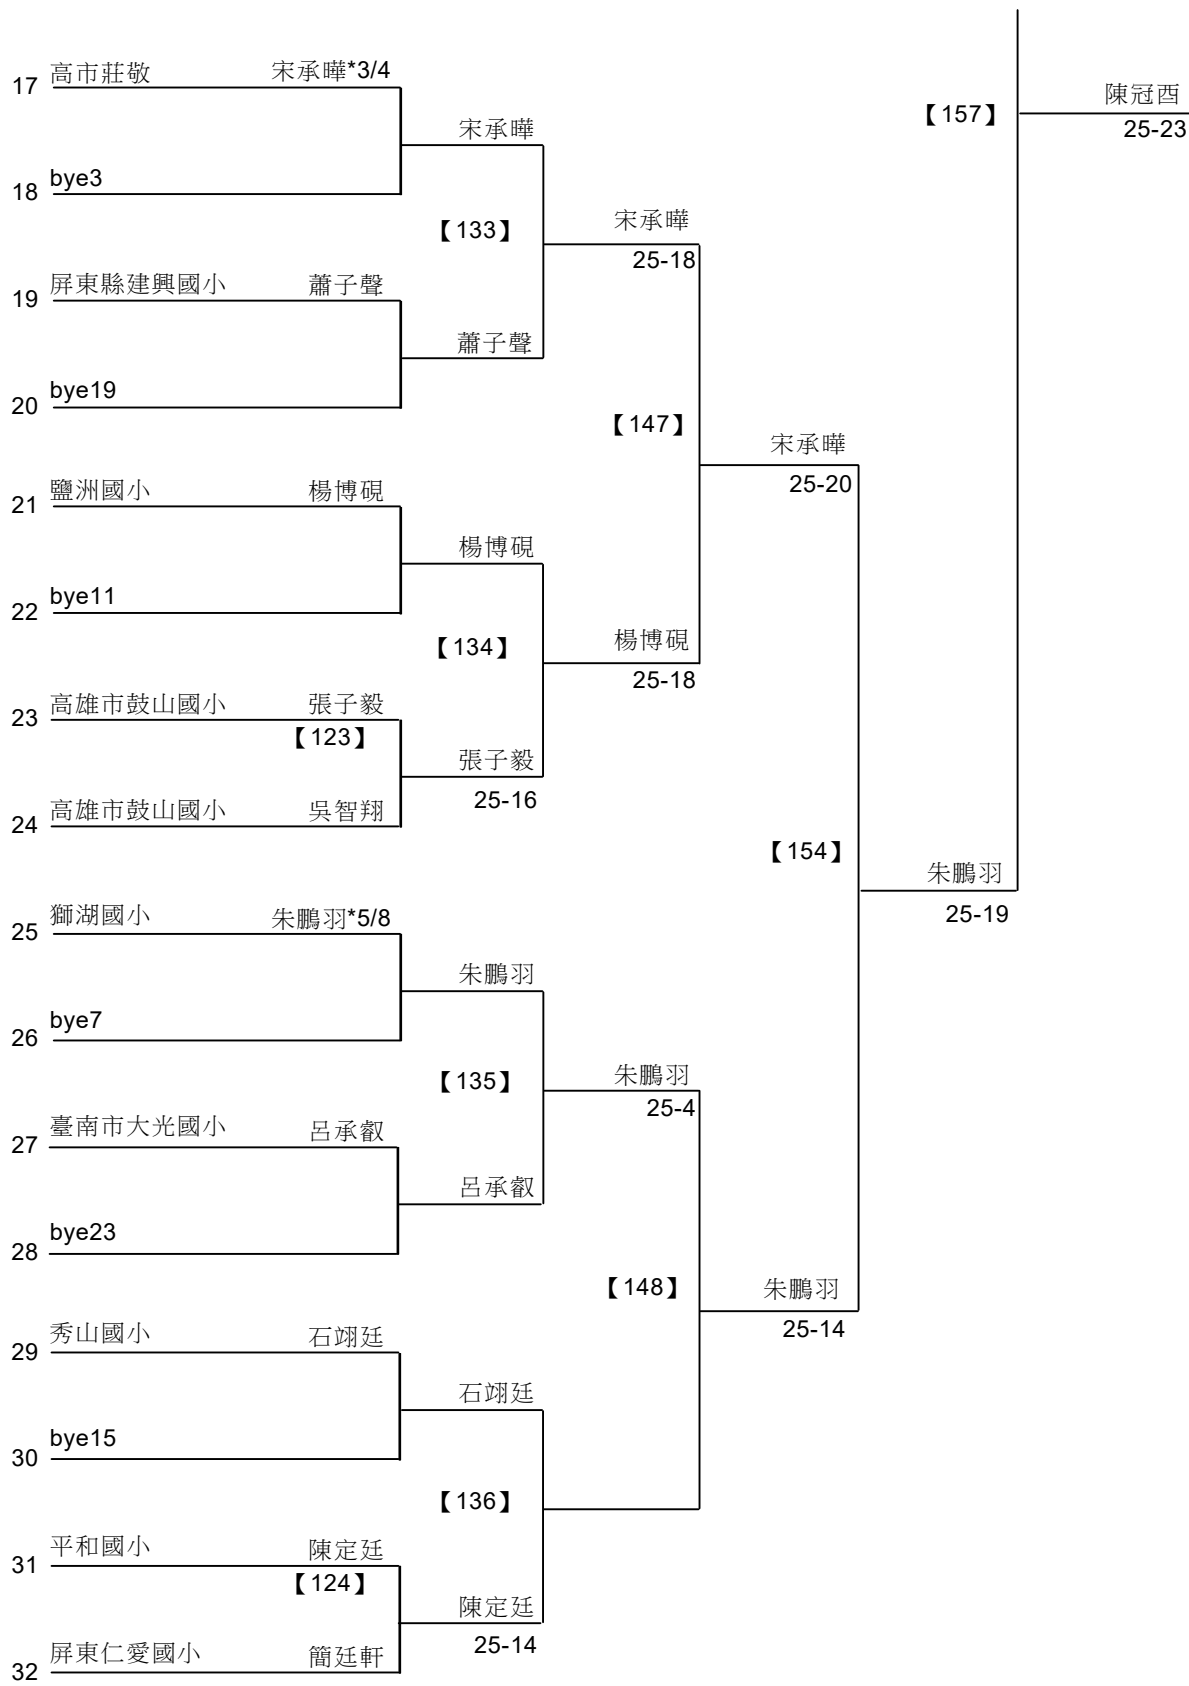 陳冠酉
【157】
25-23
17 高市莊敬 宋承曄*3/4
宋承曄
18 bye3
【133】
宋承曄
25-18
19 屏東縣建興國小 蕭子聲
蕭子聲
20 bye19
【147】
宋承曄
25-20
21 鹽洲國小 楊博硯
楊博硯
22 bye11
【134】
楊博硯
25-18
23 高雄市鼓山國小 張子毅
【123】
張子毅
25-16
24 高雄市鼓山國小 吳智翔
【154】
朱鵬羽
25-19
25 獅湖國小 朱鵬羽*5/8
朱鵬羽
26 bye7
【135】
朱鵬羽
25-4
27 臺南市大光國小 呂承叡
呂承叡
28 bye23
【148】
朱鵬羽
25-14
29 秀山國小 石翊廷
石翊廷
30 bye15
【136】
31 平和國小 陳定廷
【124】
陳定廷
25-14
32 屏東仁愛國小 簡廷軒